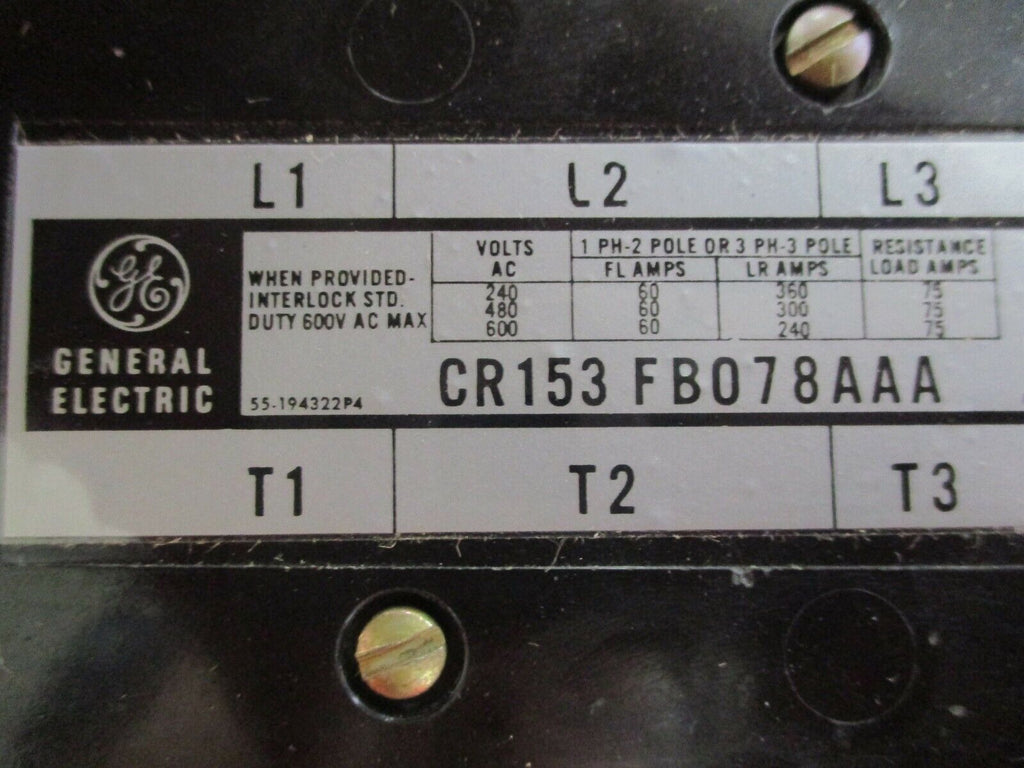 L1 L2 L3
GE
GENERAL
ELECTRIC
WHEN PROVIDED-
INTERLOCK STD.
DUTY 600V AC MAX
55-194322P4
VOLTS AC 1 PH-2 POLE OR 3 PH-3 POLE RESISTANCE LOAD AMPS
FL AMPS LR AMPS
240 60 360 75
480 60 300 75
600 60 240 75
CR153 FB078AAA
T1 T2 T3